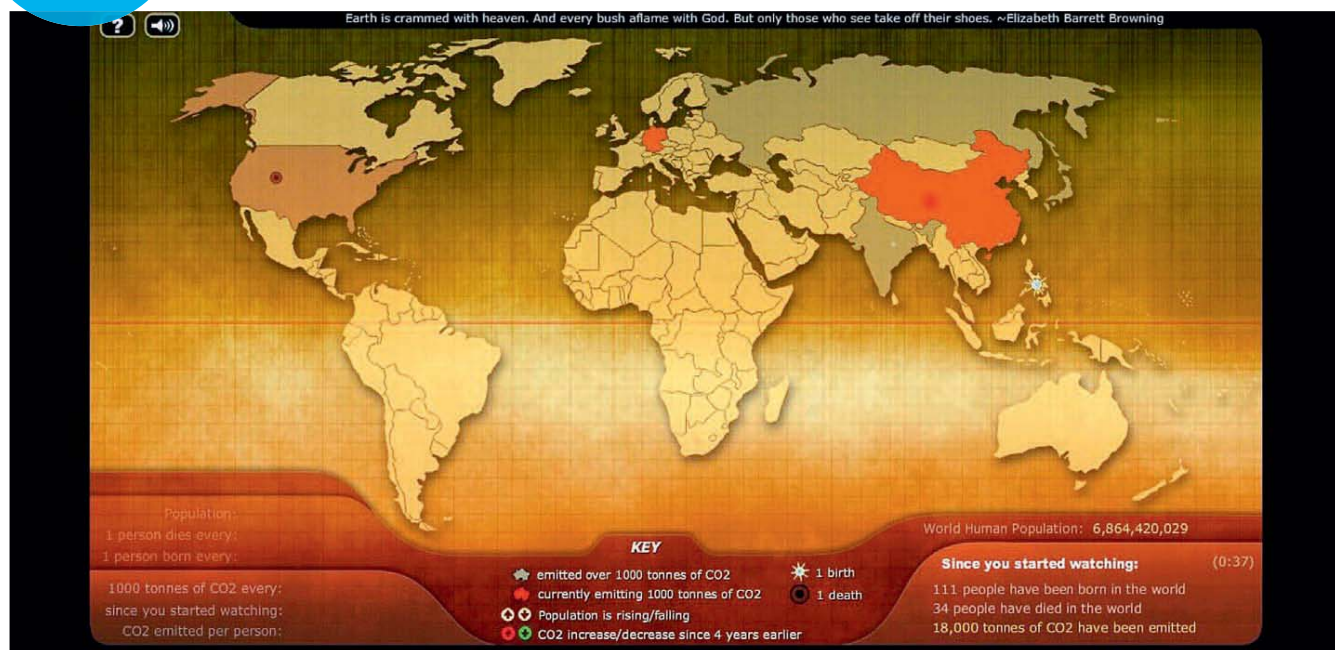 Earth is crammed with heaven. And every bush aflame with God. But only those who see take off their shoes. ~Elizabeth Barrett Browning
?
Population:
1 person dies every:
1 person born every:
1000 tonnes of CO2 every:
since you started watching:
CO2 emitted per person:
KEY
emitted over 1000 tonnes of CO2
currently emitting 1000 tonnes of CO2
Population is rising/falling
CO2 increase/decrease since 4 years earlier
1 birth
1 death
World Human Population: 6,864,420,029
Since you started watching: (0:37)
111 people have been born in the world
34 people have died in the world
18,000 tonnes of CO2 have been emitted